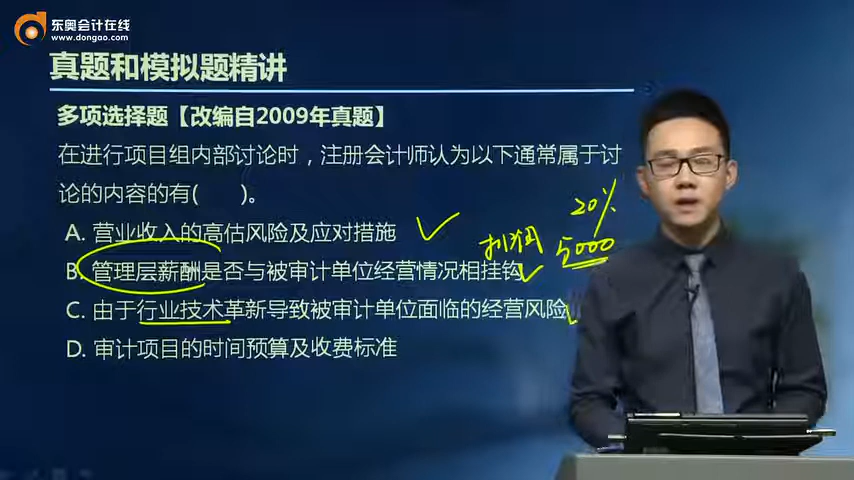 东奥会计在线
www.dongao.com
真题和模拟题精讲
多项选择题【改编自2009年真题】
在进行项目组内部讨论时，注册会计师认为以下通常属于讨
论的内容的有(　　)。
A. 营业收入的高估风险及应对措施
B. 管理层薪酬是否与被审计单位经营情况相挂钩
C. 由于行业技术革新导致被审计单位面临的经营风险
D. 审计项目的时间预算及收费标准
20%
5000